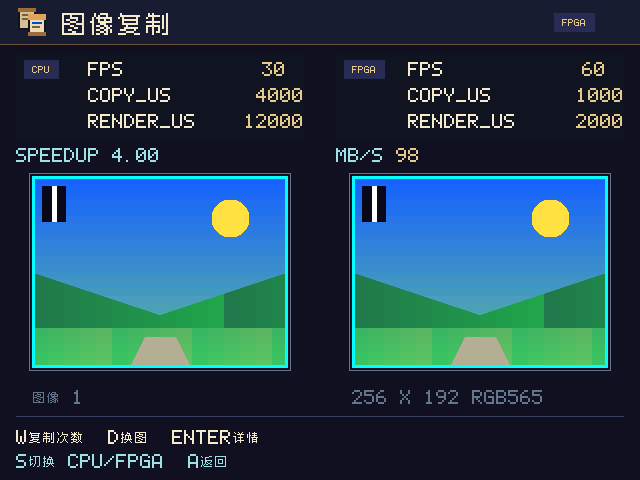 图像复制 FPGA
CPU FPS 30
COPY_US 4000
RENDER_US 12000
FPGA FPS 60
COPY_US 1000
RENDER_US 2000
SPEEDUP 4.00
MB/S 98
图像 1
256 X 192 RGB565
W复制次数 D换图 ENTER详情
S切换 CPU/FPGA A返回